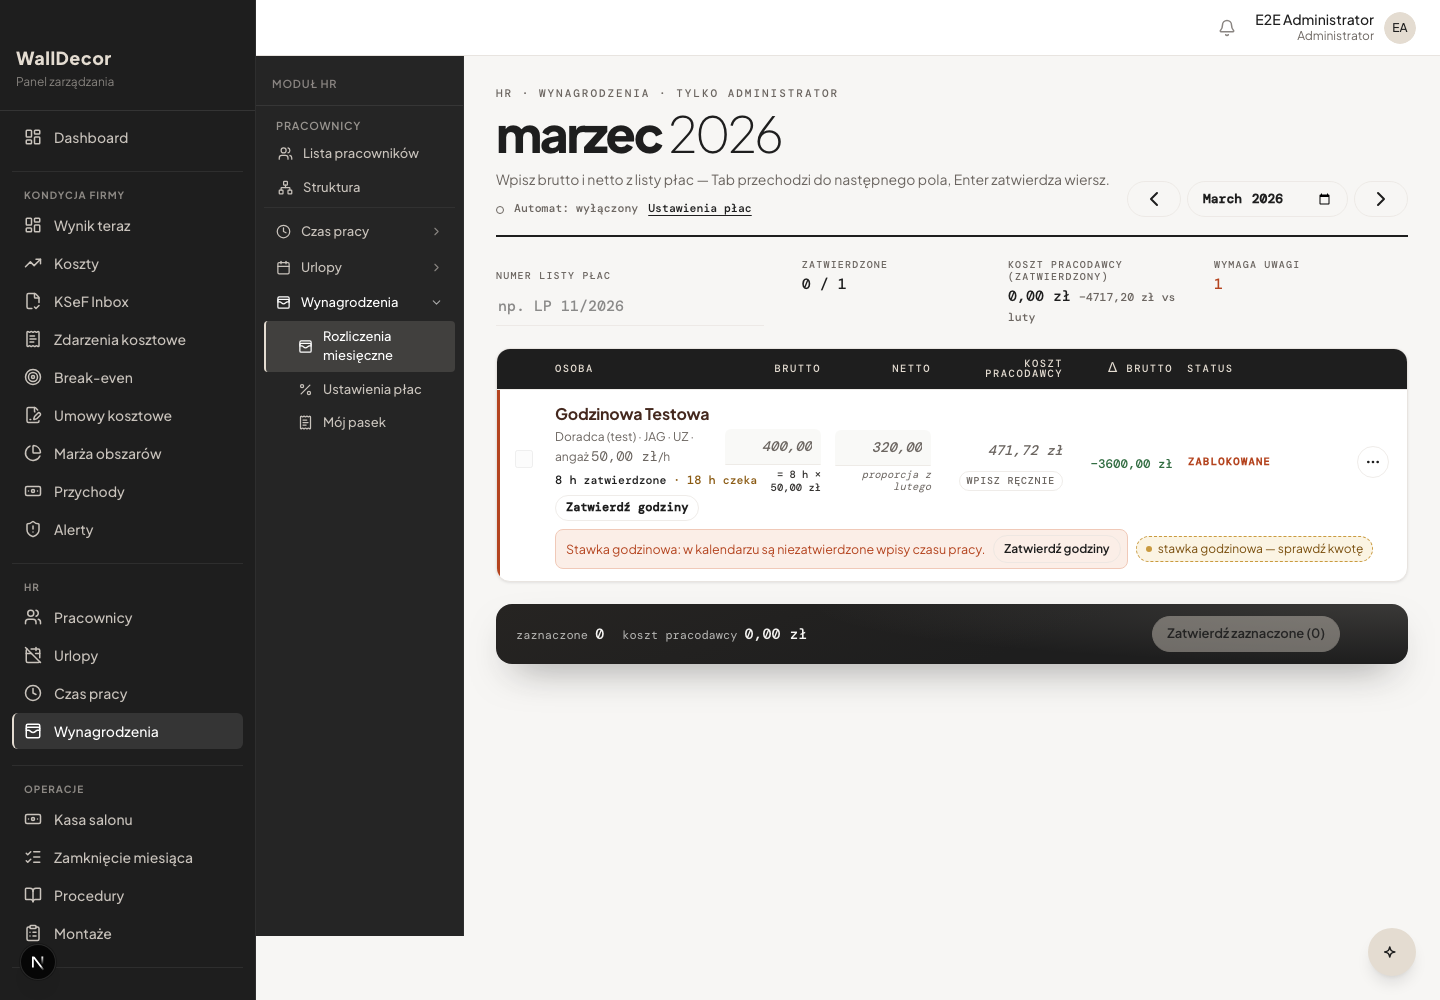 WallDecor
Panel zarządzania
Dashboard
KONDYCJA FIRMY
Wynik teraz
Koszty
KSeF Inbox
Zdarzenia kosztowe
Break-even
Umowy kosztowe
Marża obszarów
Przychody
Alerty
HR
Pracownicy
Urlopy
Czas pracy
Wynagrodzenia
OPERACJE
Kasa salonu
Zamknięcie miesiąca
Procedury
Montaże
N
MODUŁ HR
PRACOWNICY
Lista pracowników
Struktura
Czas pracy
Urlopy
Wynagrodzenia
Rozliczenia
miesięczne
Ustawienia płac
Mój pasek
E2E Administrator
Administrator
EA
HR · WYNAGRODZENIA · TYLKO ADMINISTRATOR
marzec 2026
Wpisz brutto i netto z listy płac — Tab przechodzi do następnego pola, Enter zatwierdza wiersz.
Automat: wyłączony Ustawienia płac
March 2026
NUMER LISTY PŁAC
np. LP 11/2026
ZATWIERDZONE
0 / 1
KOSZT PRACODAWCY
(ZATWIERDZONY)
0,00 zł −4717,20 zł vs
luty
WYMAGA UWAGI
1
OSOBA BRUTTO NETTO KOSZT PRACODAWCY Δ BRUTTO STATUS
Godzinowa Testowa
Doradca (test) · JAG · UZ ·
angaż 50,00 zł/h
8 h zatwierdzone · 18 h czeka
Zatwierdź godziny
400,00
= 8 h ×
50,00 zł
320,00
proporcja z
lutego
471,72 zł
WPISZ RĘCZNIE
−3600,00 zł
ZABLOKOWANE
Stawka godzinowa: w kalendarzu są niezatwierdzone wpisy czasu pracy. Zatwierdź godziny
stawka godzinowa — sprawdź kwotę
zaznaczone 0 koszt pracodawcy 0,00 zł
Zatwierdź zaznaczone (0)